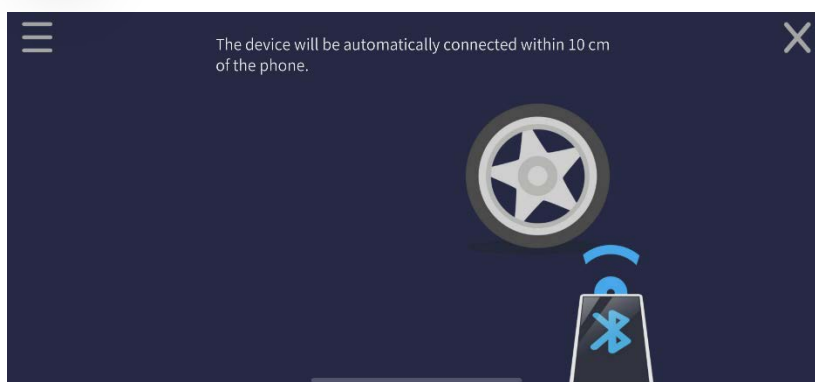 The device will be automatically connected within 10 cm
of the phone.